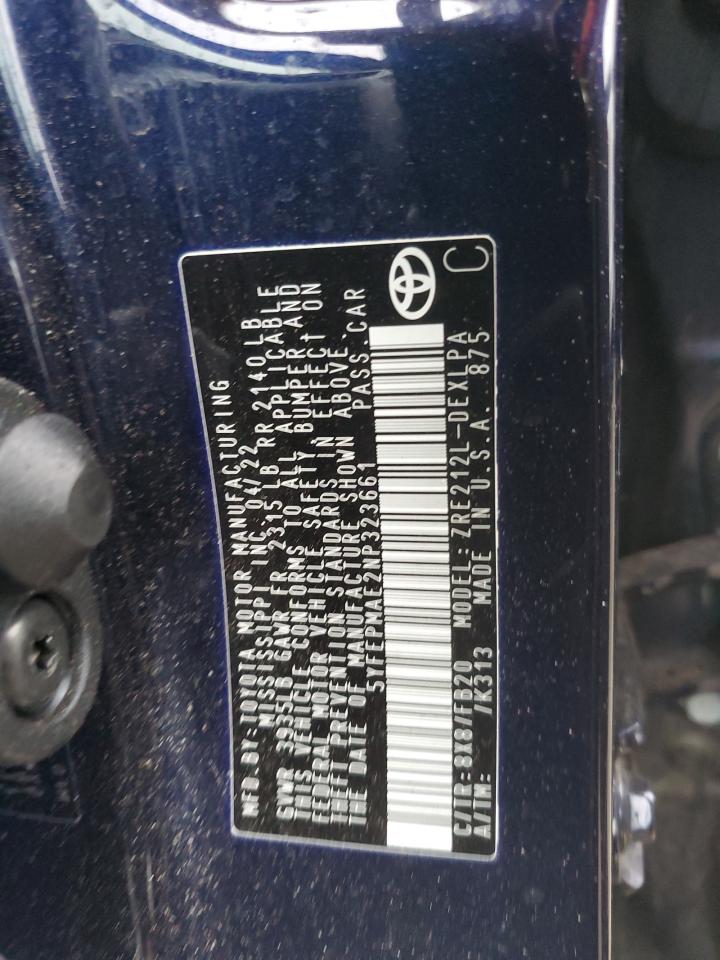 MFD.BY:TOYOTA MOTOR MANUFACTURING
MISSISSIPPI INC. 04/22
GVWR 3935LB GAWR FR 2315 LB RR 2140 LB
THIS VEHICLE CONFORMS TO ALL APPLICABLE
FEDERAL MOTOR VEHICLE SAFETY, BUMPER, AND
THEFT PREVENTION STANDARDS IN EFFECT ON
THE DATE OF MANUFACTURE SHOWN ABOVE.
5YFEPMAE2NP323661 PASS.CAR
C/TR:8X8/FB20 MODEL:ZRE212L-DEXLPA
A/TM: /K313 MADE IN U.S.A. 875
C